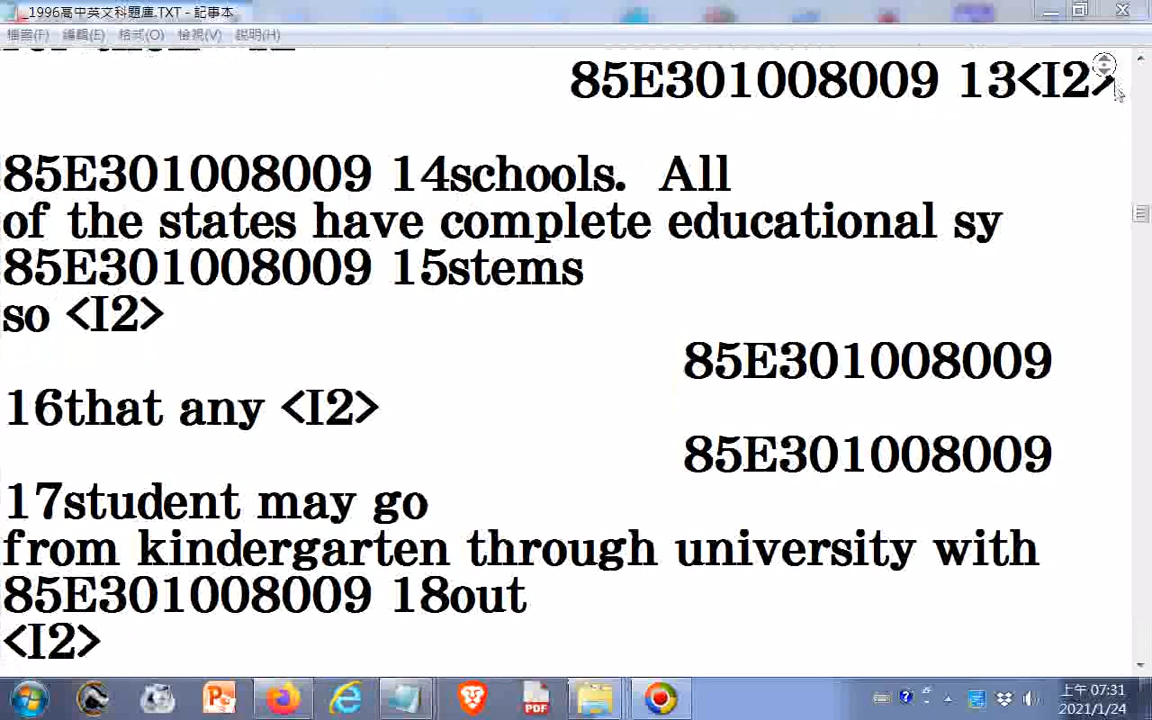 _1996高中英文科題庫.TXT - 記事本
檔案(F) 編輯(E) 格式(O) 檢視(V) 說明(H)
85E301008009 13<I2>
85E301008009 14schools.  All
of the states have complete educational sy
85E301008009 15stems
so <I2>
85E301008009
16that any <I2>
85E301008009
17student may go
from kindergarten through university with
85E301008009 18out
<I2>
PDF
上午 07:31
2021/1/24